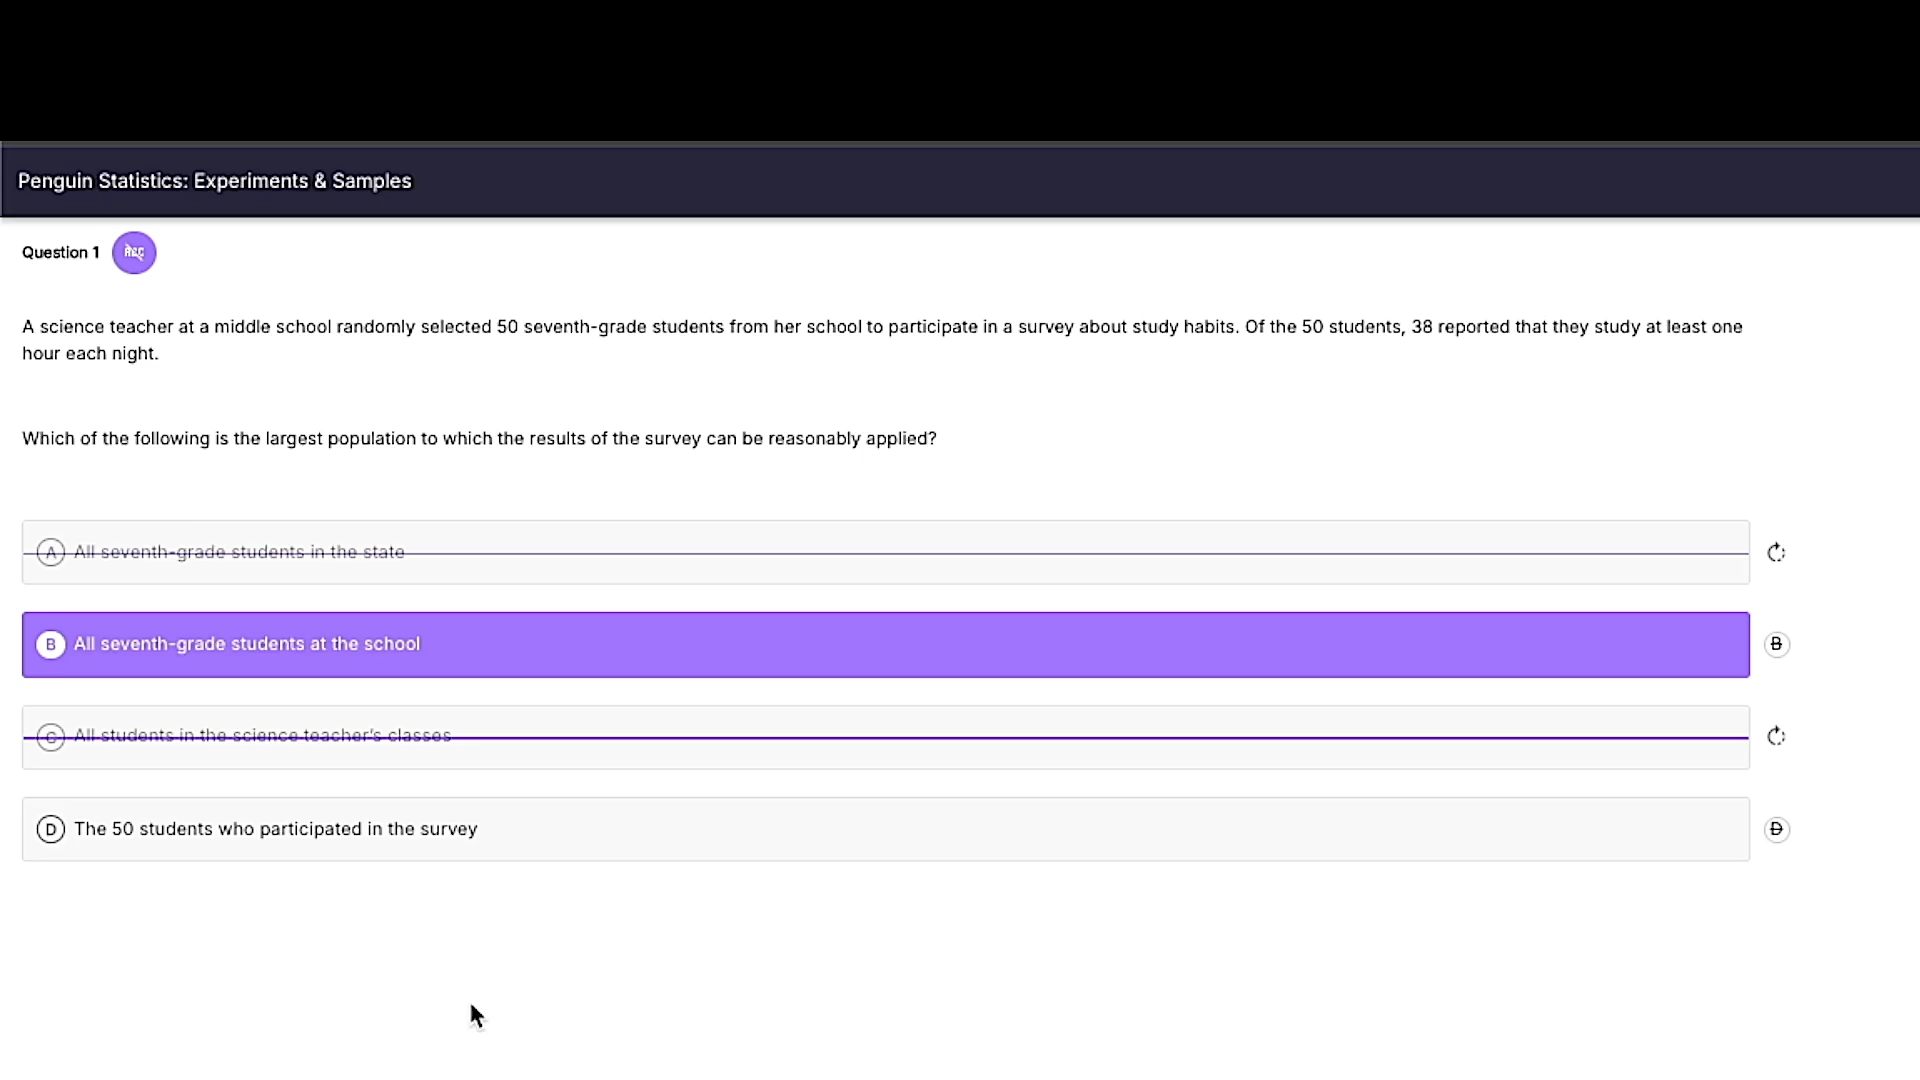 Penguin Statistics: Experiments & Samples
Question 1 ABC
A science teacher at a middle school randomly selected 50 seventh-grade students from her school to participate in a survey about study habits. Of the 50 students, 38 reported that they study at least one
hour each night.
Which of the following is the largest population to which the results of the survey can be reasonably applied?
A All seventh-grade students in the state
B All seventh-grade students at the school B
C All students in the science teacher's classes
D The 50 students who participated in the survey D